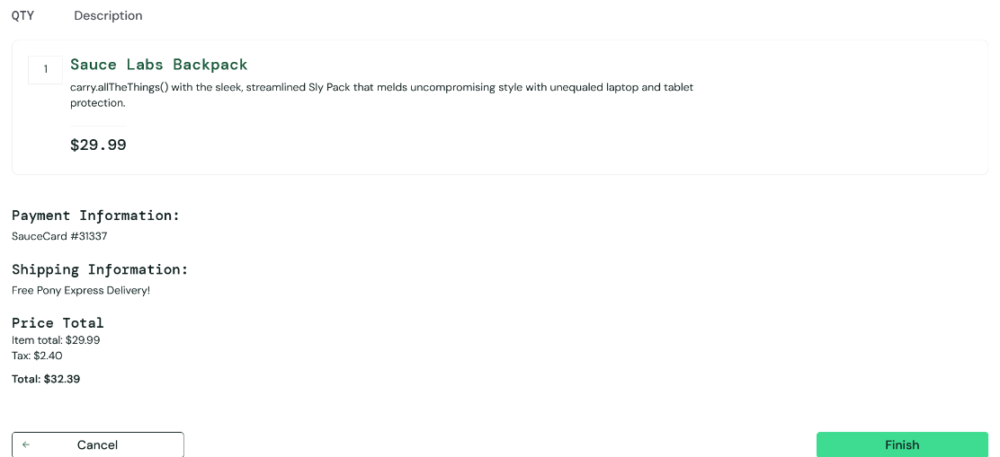 QTY Description
1 Sauce Labs Backpack
carry.allTheThings() with the sleek, streamlined Sly Pack that melds uncompromising style with unequaled laptop and tablet
protection.
$29.99
Payment Information:
SauceCard #31337
Shipping Information:
Free Pony Express Delivery!
Price Total
Item total: $29.99
Tax: $2.40
Total: $32.39
← Cancel Finish